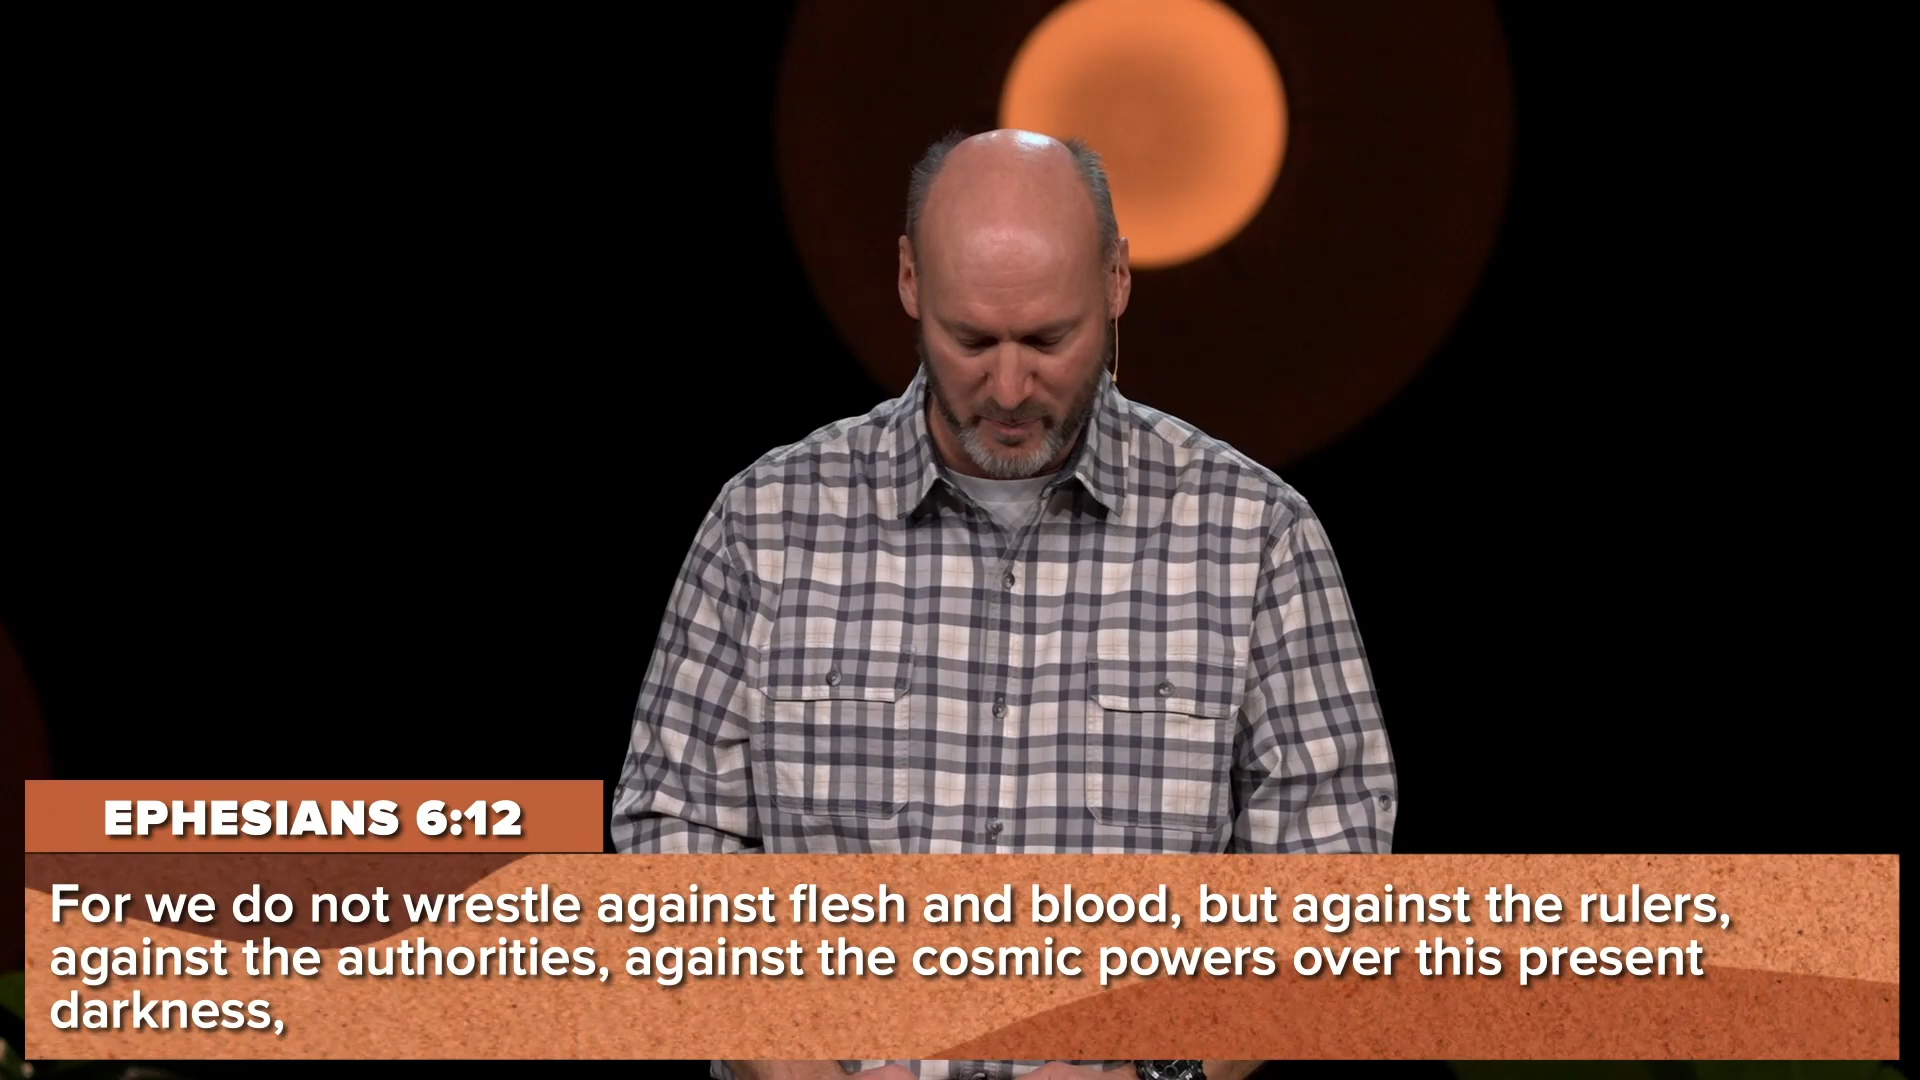 EPHESIANS 6:12
For we do not wrestle against flesh and blood, but against the rulers,
against the authorities, against the cosmic powers over this present
darkness,